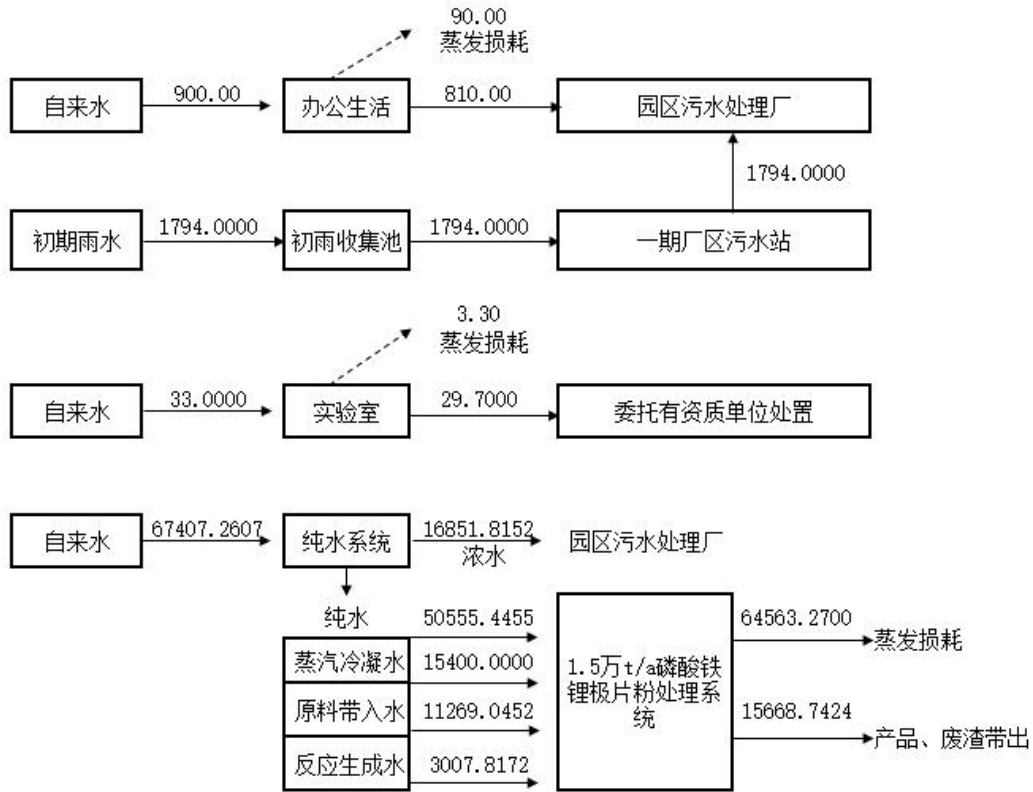 90.00
蒸发损耗
自来水
900.00
办公生活
810.00
园区污水处理厂
1794.0000
初期雨水
1794.0000
初雨收集池
1794.0000
一期厂区污水站
3.30
蒸发损耗
自来水
33.0000
实验室
29.7000
委托有资质单位处置
自来水
67407.2607
纯水系统
16851.8152
浓水
园区污水处理厂
纯水
50555.4455
蒸汽冷凝水
15400.0000
原料带入水
11269.0452
反应生成水
3007.8172
1.5万t/a磷酸铁
锂极片粉处理系
统
64563.2700
蒸发损耗
15668.7424
产品、废渣带出